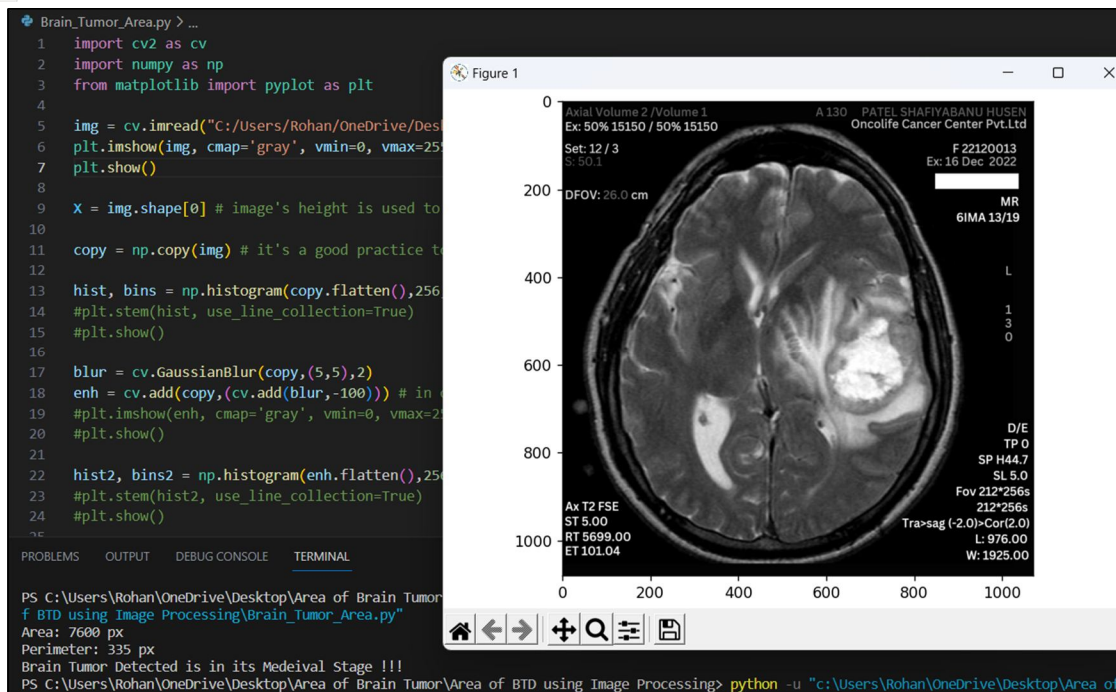 Brain_Tumor_Area.py > ...
1 import cv2 as cv
2 import numpy as np
3 from matplotlib import pyplot as plt
4
5 img = cv.imread("C:/Users/Rohan/OneDrive/Des
6 plt.imshow(img, cmap='gray', vmin=0, vmax=255
7 plt.show()
8
9 X = img.shape[0] # image's height is used to
10
11 copy = np.copy(img) # it's a good practice to
12
13 hist, bins = np.histogram(copy.flatten(),256,
14 #plt.stem(hist, use_line_collection=True)
15 #plt.show()
16
17 blur = cv.GaussianBlur(copy,(5,5),2)
18 enh = cv.add(copy,(cv.add(blur,-100))) # in
19 #plt.imshow(enh, cmap='gray', vmin=0, vmax=2
20 #plt.show()
21
22 hist2, bins2 = np.histogram(enh.flatten(),256
23 #plt.stem(hist2, use_line_collection=True)
24 #plt.show()
25
PROBLEMS OUTPUT DEBUG CONSOLE TERMINAL
PS C:\Users\Rohan\OneDrive\Desktop\Area of Brain Tumor
f BTD using Image Processing\Brain_Tumor_Area.py"
Area: 7600 px
Perimeter: 335 px
Brain Tumor Detected is in its Medeival Stage !!!
PS C:\Users\Rohan\OneDrive\Desktop\Area of Brain Tumor\Area of BTD using Image Processing> python -u "c:\Users\Rohan\OneDrive\Desktop\Area o
Figure 1
0
200
400
600
800
1000
0 200 400 600 800 1000
Axial Volume 2 /Volume 1
Ex: 50% 15150 / 50% 15150
Set: 12 / 3
S: 50.1
DFOV: 26.0 cm
A 130 PATEL SHAFIYABANU HUSEN
Oncolife Cancer Center Pvt.Ltd
F 22120013
Ex: 16 Dec 2022
MR
6IMA 13/19
L
1
3
0
D/E
TP 0
SP H44.7
SL 5.0
Fov 212*256s
212*256s
Tra>sag (-2.0)>Cor(2.0)
L: 976.00
W: 1925.00
Ax T2 FSE
ST 5.00
RT 5699.00
ET 101.04